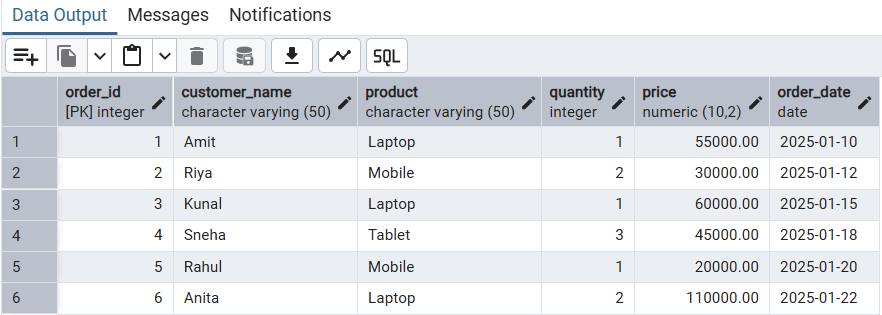 Data Output Messages Notifications
SQL
order_id customer_name product quantity price order_date
[PK] integer character varying (50) character varying (50) integer numeric (10,2) date
1 1 Amit Laptop 1 55000.00 2025-01-10
2 2 Riya Mobile 2 30000.00 2025-01-12
3 3 Kunal Laptop 1 60000.00 2025-01-15
4 4 Sneha Tablet 3 45000.00 2025-01-18
5 5 Rahul Mobile 1 20000.00 2025-01-20
6 6 Anita Laptop 2 110000.00 2025-01-22